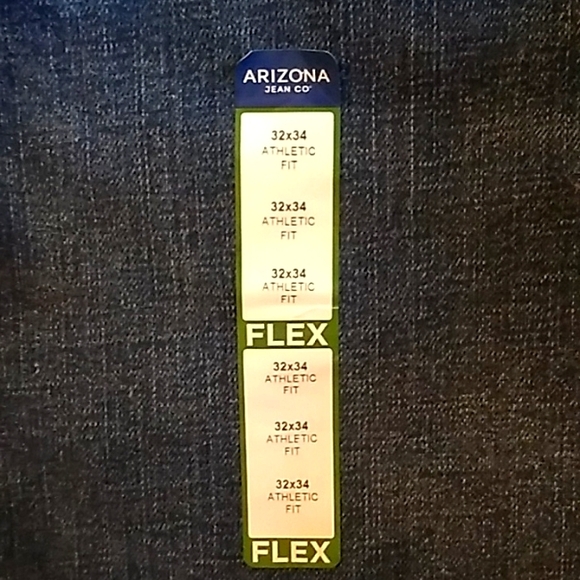 ARIZONA
JEAN CO
32x34
ATHLETIC
FIT
32x34
ATHLETIC
FIT
32x34
ATHLETIC
FIT
FLEX
32x34
ATHLETIC
FIT
32x34
ATHLETIC
FIT
32x34
ATHLETIC
FIT
FLEX